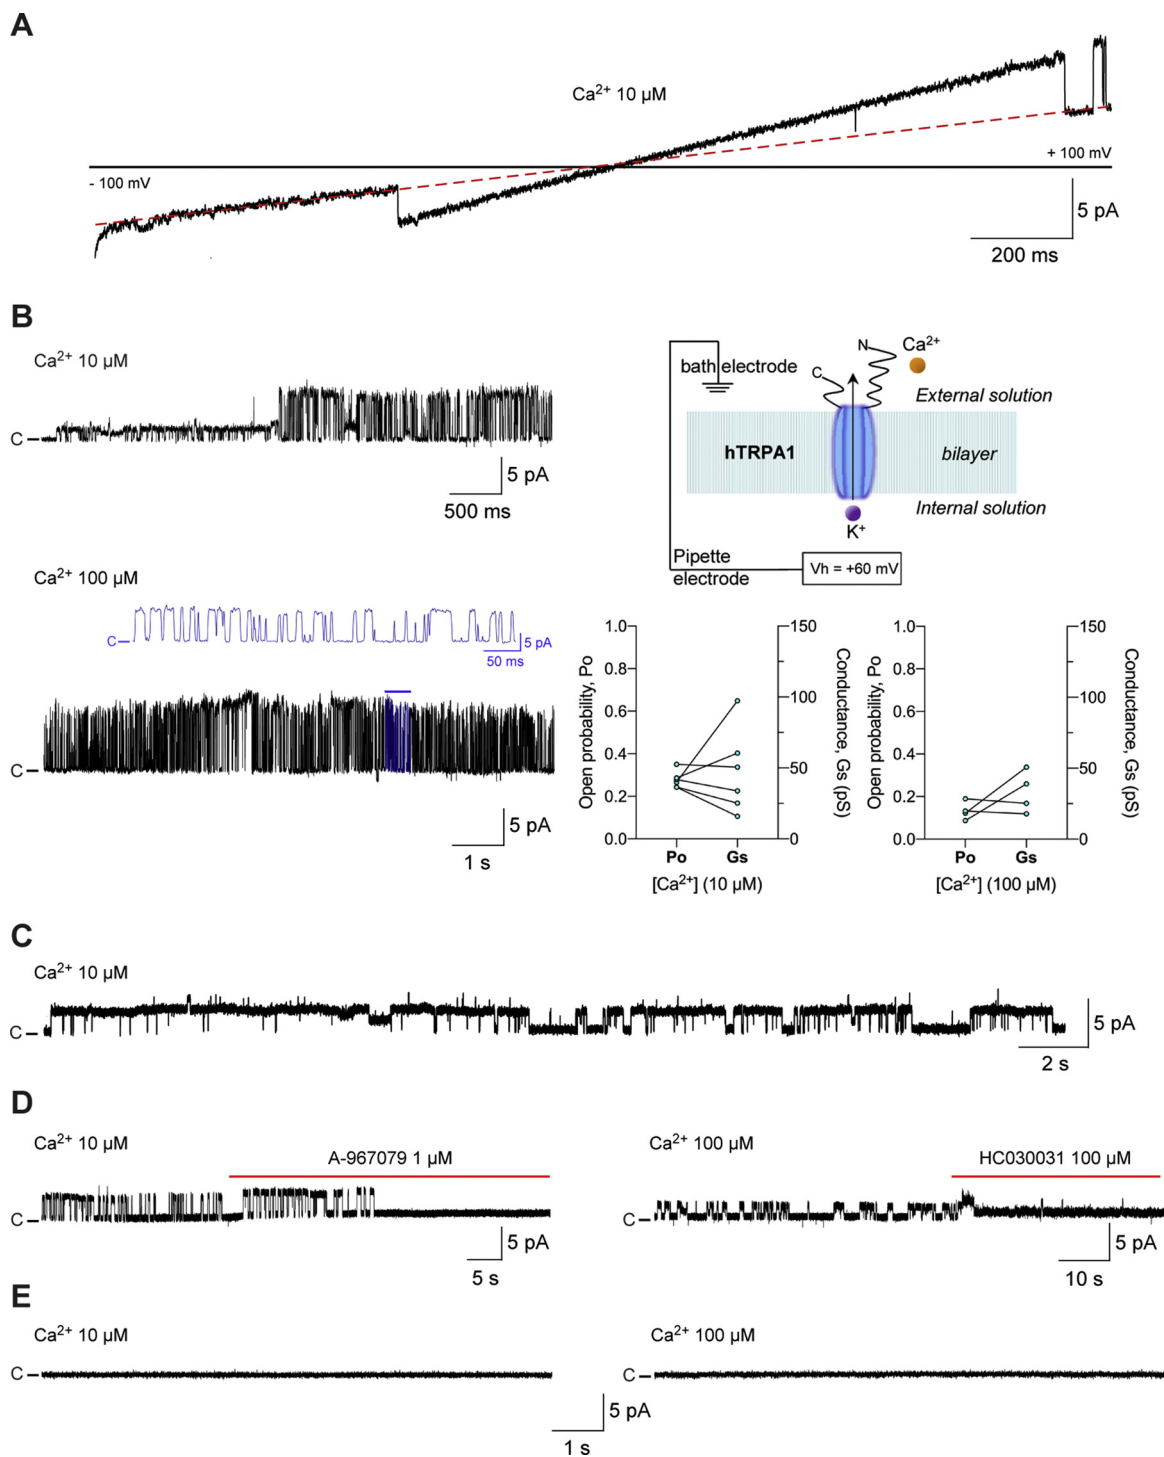 A
Ca2+ 10 µM
- 100 mV
+ 100 mV
5 pA
200 ms
B
Ca2+ 10 µM
C
5 pA
500 ms
N
Ca2+
bath electrode
C
External solution
hTRPA1
bilayer
Internal solution
K+
Pipette
electrode
Vh = +60 mV
Ca2+ 100 µM
C
5 pA
50 ms
C
5 pA
1 s
1.0
0.8
0.6
0.4
0.2
0.0
Open probability, Po
150
100
50
0
Conductance, Gs (pS)
Po
Gs
[Ca2+] (10 µM)
1.0
0.8
0.6
0.4
0.2
0.0
Open probability, Po
150
100
50
0
Conductance, Gs (pS)
Po
Gs
[Ca2+] (100 µM)
C
Ca2+ 10 µM
C
5 pA
2 s
D
Ca2+ 10 µM
A-967079 1 µM
C
5 pA
5 s
Ca2+ 100 µM
HC030031 100 µM
C
5 pA
10 s
E
Ca2+ 10 µM
C
Ca2+ 100 µM
C
5 pA
1 s